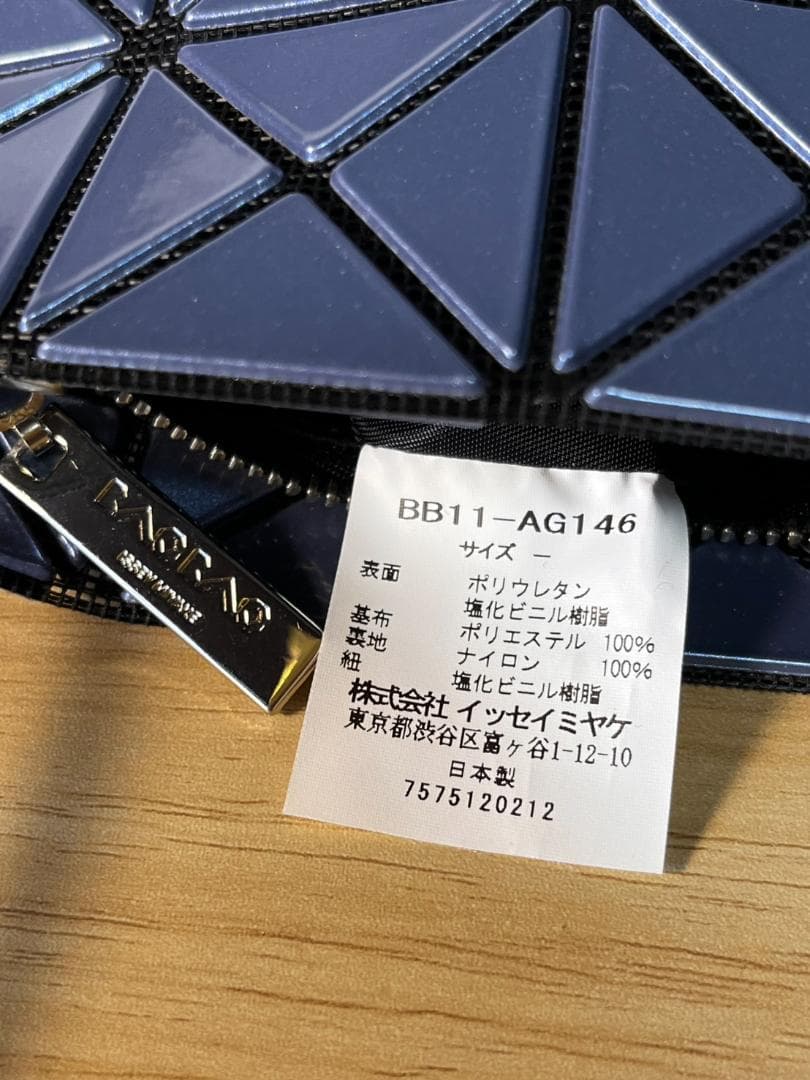 BAOBAO
ISSEY MIYAKE
BB11-AG146
サイズ ー
表面 ポリウレタン
塩化ビニル樹脂
基布 ポリエステル 100%
裏地 ナイロン 100%
紐 塩化ビニル樹脂
株式会社 イッセイミヤケ
東京都渋谷区富ヶ谷1-12-10
日本製
7575120212